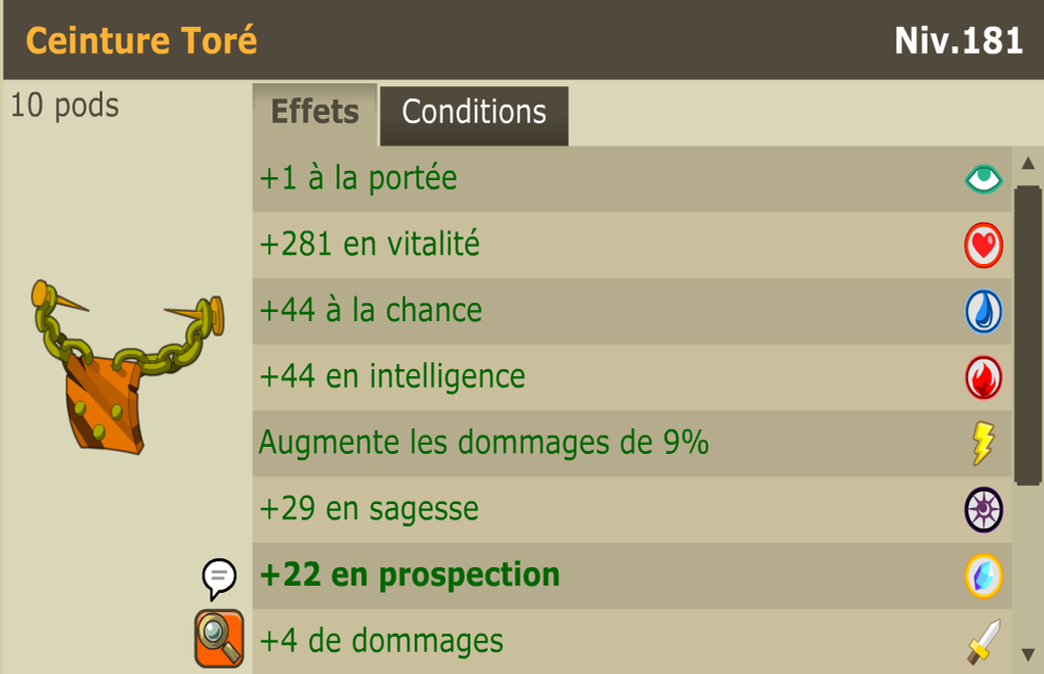 Ceinture Toré
Niv.181
10 pods
Effets
Conditions
+1 à la portée
+281 en vitalité
+44 à la chance
+44 en intelligence
Augmente les dommages de 9%
+29 en sagesse
+22 en prospection
+4 de dommages